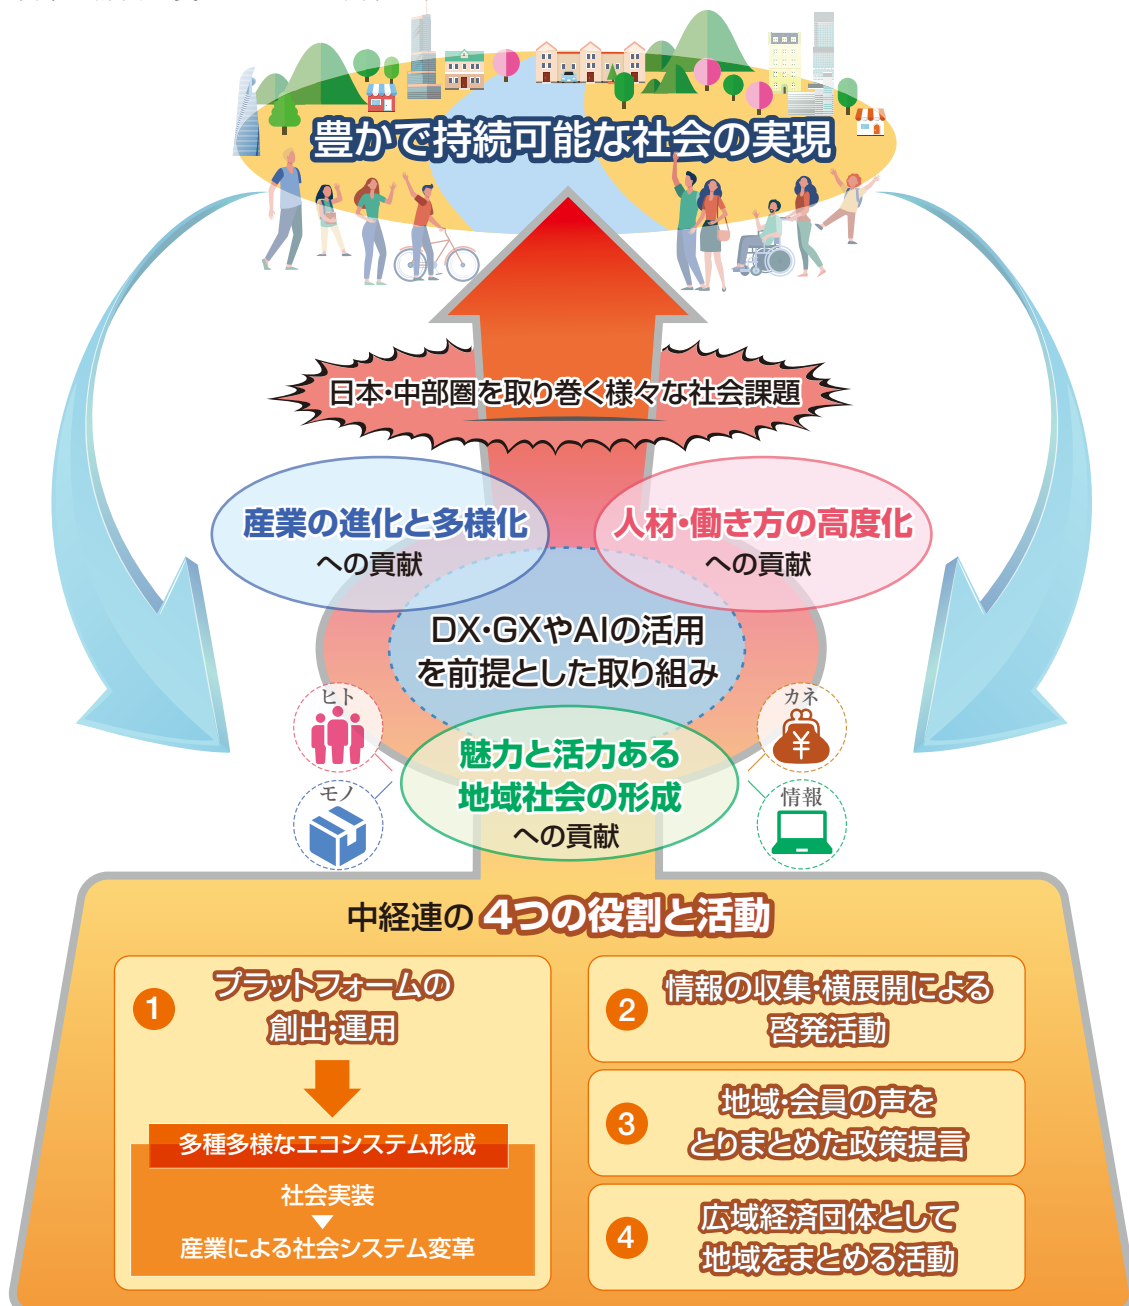 豊かで持続可能な社会の実現
日本・中部圏を取り巻く様々な社会課題
産業の進化と多様化
への貢献
人材・働き方の高度化
への貢献
DX・GXやAIの活用
を前提とした取り組み
ヒト
カネ
モノ
情報
魅力と活力ある
地域社会の形成
への貢献
中経連の 4つの役割と活動
1
プラットフォームの
創出・運用
多種多様なエコシステム形成
社会実装
産業による社会システム変革
2
情報の収集・横展開による
啓発活動
3
地域・会員の声を
とりまとめた政策提言
4
広域経済団体として
地域をまとめる活動